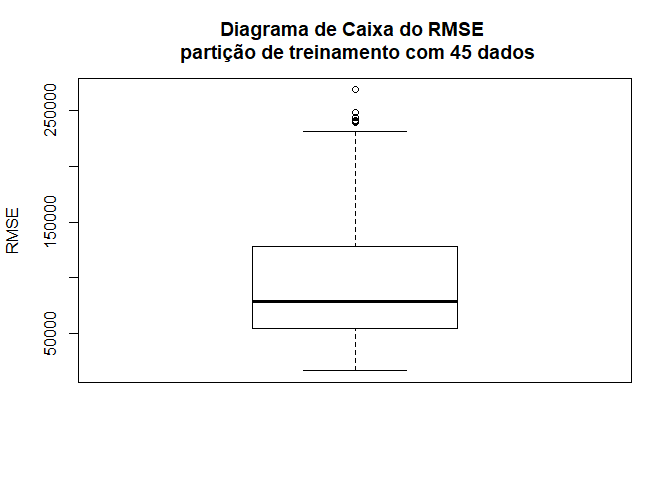 Diagrama de Caixa do RMSE
partição de treinamento com 45 dados
250000
150000
50000
RMSE